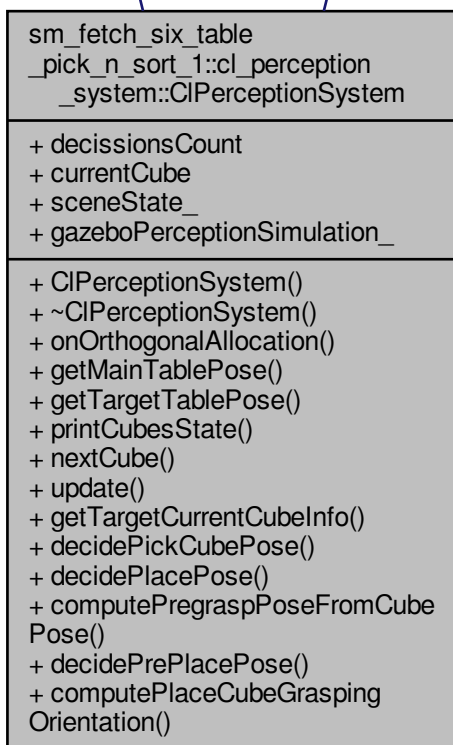 sm_fetch_six_table
_pick_n_sort_1::cl_perception
_system::ClPerceptionSystem
+ decissionsCount
+ currentCube
+ sceneState_
+ gazeboPerceptionSimulation_
+ ClPerceptionSystem()
+ ~ClPerceptionSystem()
+ onOrthogonalAllocation()
+ getMainTablePose()
+ getTargetTablePose()
+ printCubesState()
+ nextCube()
+ update()
+ getTargetCurrentCubeInfo()
+ decidePickCubePose()
+ decidePlacePose()
+ computePregraspPoseFromCube
Pose()
+ decidePrePlacePose()
+ computePlaceCubeGrasping
Orientation()